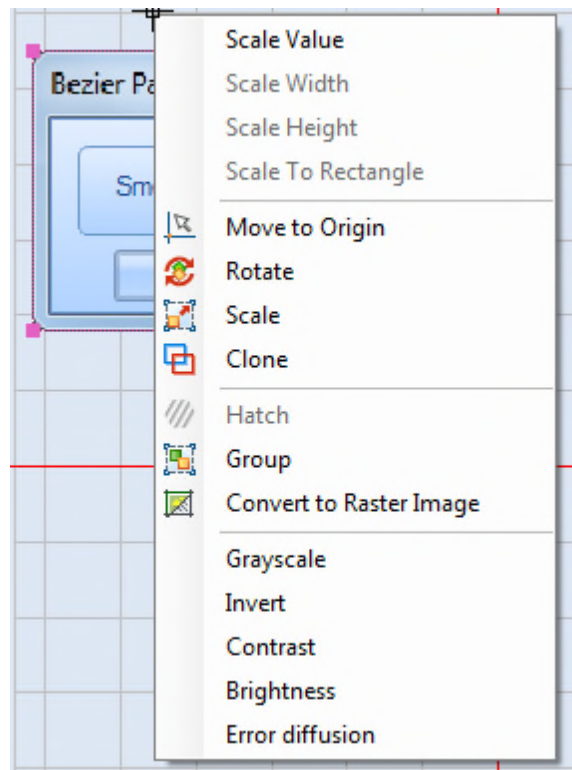 Scale Value
Bezier Pa
Scale Width
Scale Height
Scale To Rectangle
Sm
Move to Origin
Rotate
Scale
Clone
Hatch
Group
Convert to Raster Image
Grayscale
Invert
Contrast
Brightness
Error diffusion